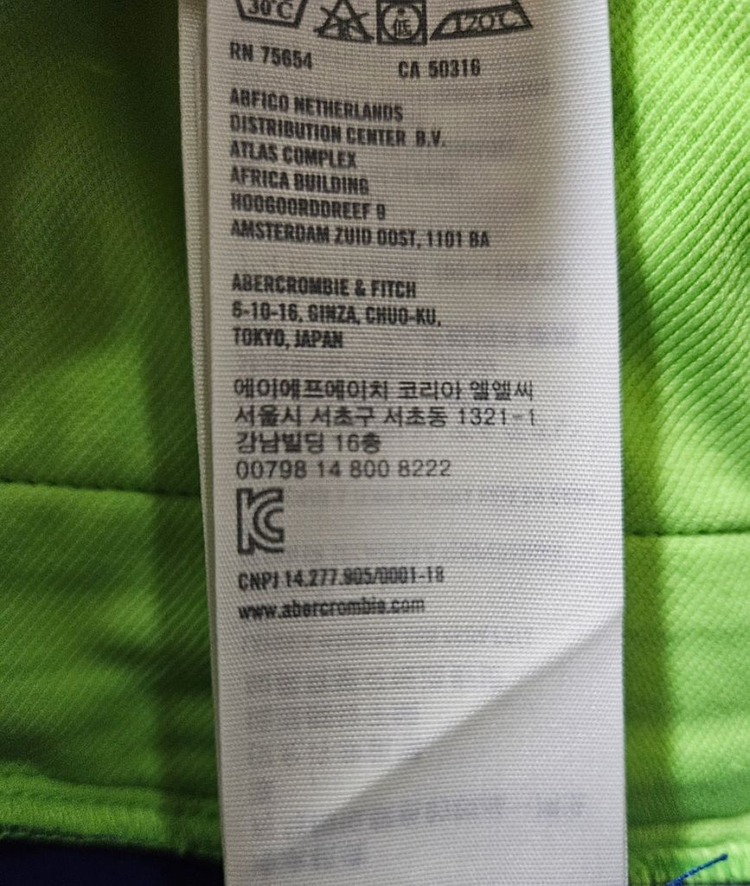 30°C 低 120°C
RN 75654 CA 50316
ABFICO NETHERLANDS
DISTRIBUTION CENTER B.V.
ATLAS COMPLEX
AFRICA BUILDING
HOOGOORDDREEF 9
AMSTERDAM ZUID OOST, 1101 BA
ABERCROMBIE & FITCH
6-10-16, GINZA, CHUO-KU,
TOKYO, JAPAN
에이에프에이치 코리아 엘엘씨
서울시 서초구 서초동 1321-1
강남빌딩 16층
00798 14 800 8222
KC
CNPJ 14.277.905/0001-18
www.abercrombie.com